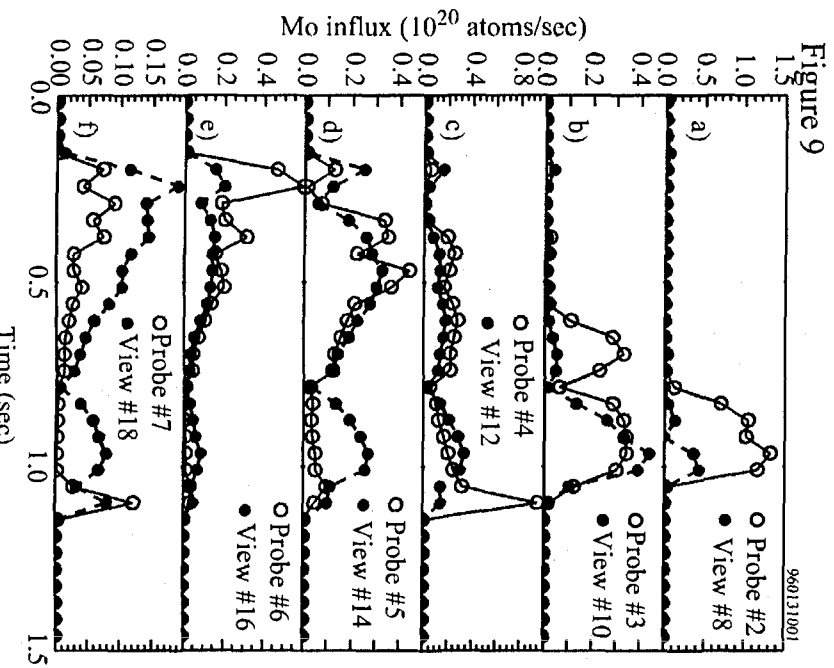 Figure 9
960131001
Mo influx (10²⁰ atoms/sec)
1.5
1.0
0.5
0.0
a)
Probe #2
View #8
0.4
0.2
0.0
b)
Probe #3
View #10
0.8
0.4
0.0
c)
Probe #4
View #12
0.4
0.2
0.0
d)
Probe #5
View #14
0.4
0.2
0.0
e)
Probe #6
View #16
0.15
0.10
0.05
0.00
f)
Probe #7
View #18
0.0 0.5 1.0 1.5
Time (sec)